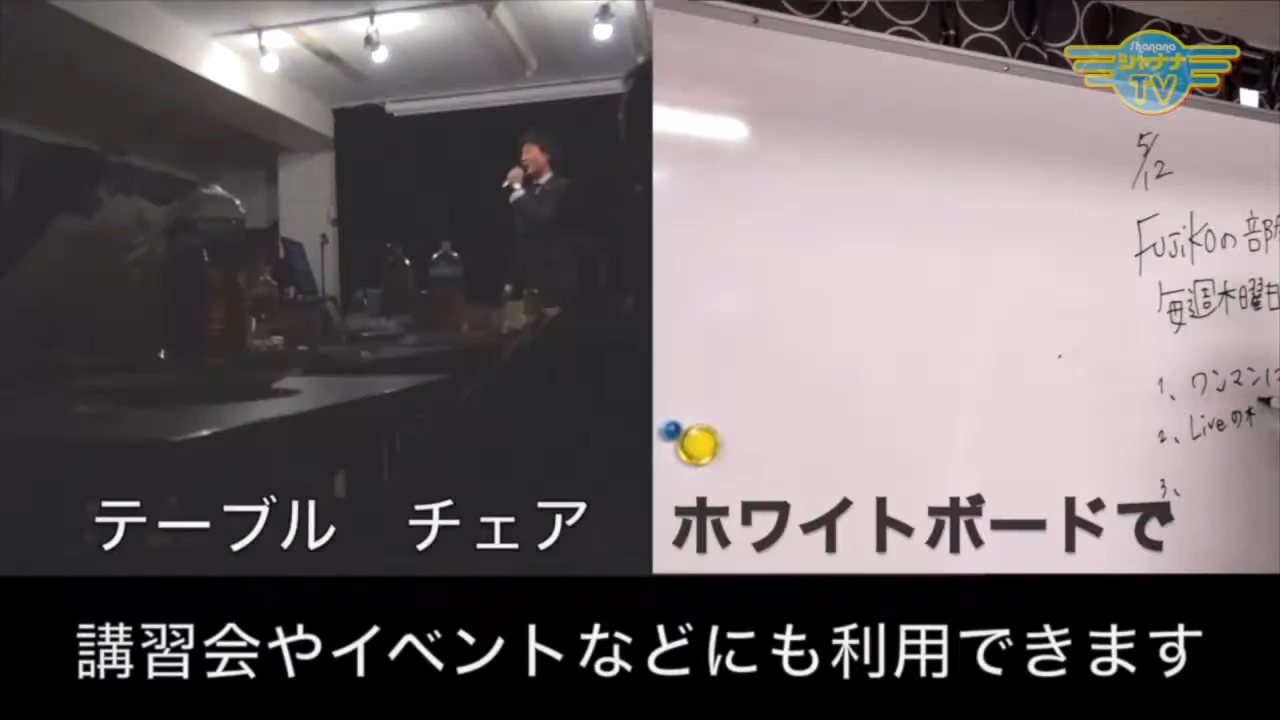 Shanana
シャナナ
TV
5/12
Fujikoの部
毎週木曜日
1、ワンマン
2、Liveの
3、
テーブル　チェア
ホワイトボードで
講習会やイベントなどにも利用できます